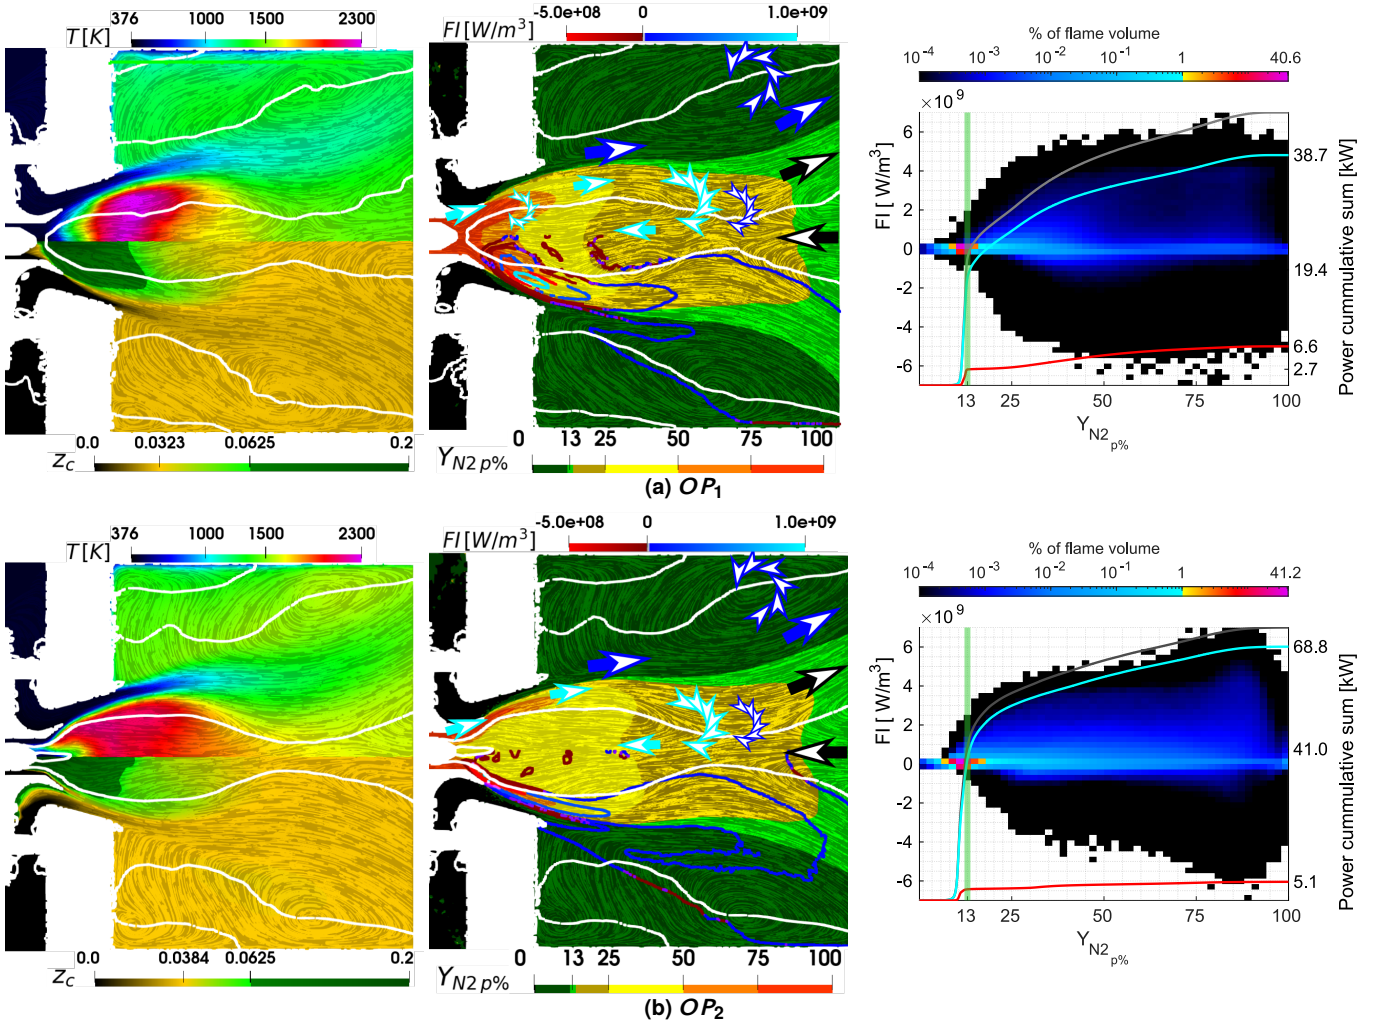 376 1000 1500 2300
T [K]
-5.0e+08 0 1.0e+09
FI [W/m³]
% of flame volume
10⁻⁴ 10⁻³ 10⁻² 10⁻¹ 1 40.6
×10⁹
6
4
2
0
-2
-4
-6
FI [ W/m³]
38.7
19.4
6.6
2.7
Power cummulative sum [kW]
13 25 50 75 100
Y_N2p%
0.0 0.0323 0.0625 0.2
z_c
0 13 25 50 75 100
Y_N2 p%
(a) OP₁
376 1000 1500 2300
T [K]
-5.0e+08 0 1.0e+09
FI [W/m³]
% of flame volume
10⁻⁴ 10⁻³ 10⁻² 10⁻¹ 1 41.2
×10⁹
6
4
2
0
-2
-4
-6
FI [ W/m³]
68.8
41.0
5.1
Power cummulative sum [kW]
13 25 50 75 100
Y_N2p%
0.0 0.0384 0.0625 0.2
z_c
0 13 25 50 75 100
Y_N2 p%
(b) OP₂